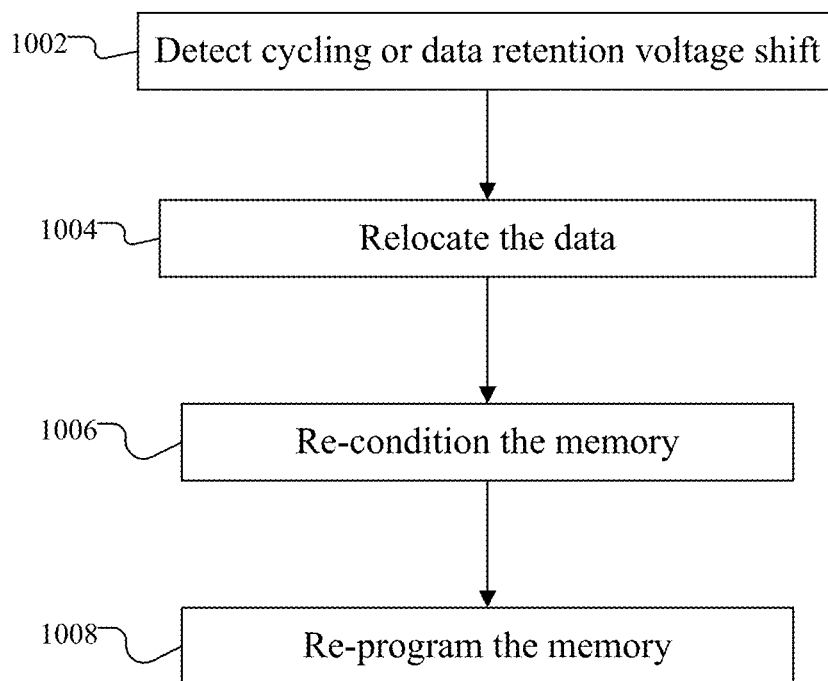 1002 Detect cycling or data retention voltage shift
1004 Relocate the data
1006 Re-condition the memory
1008 Re-program the memory